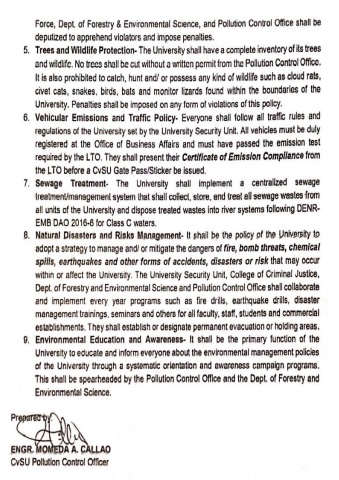 Force, Dept. of Forestry & Environmental Science, and Pollution Control Office shall be
deputized to apprehend violators and impose penalties.
5. Trees and Wildlife Protection- The University shall have a complete inventory of its trees
and wildlife. No trees shall be cut without a written permit from the Pollution Control Office.
It is also prohibited to catch, hunt and/ or possess any kind of wildlife such as cloud rats,
civet cats, snakes, birds, bats and monitor lizards found within the boundaries of the
University. Penalties shall be imposed on any form of violations of this policy.
6. Vehicular Emissions and Traffic Policy- Everyone shall follow all traffic rules and
regulations of the University set by the University Security Unit. All vehicles must be duly
registered at the Office of Business Affairs and must have passed the emission test
required by the LTO. They shall present their Certificate of Emission Compliance from
the LTO before a CvSU Gate Pass/Sticker be issued.
7. Sewage Treatment- The University shall implement a centralized sewage
treatment/management system that shall collect, store, and treat all sewage wastes from
all units of the University and dispose treated wastes into river systems following DENR-
EMB DAO 2016-8 for Class C waters.
8. Natural Disasters and Risks Management- It shall be the policy of the University to
adopt a strategy to manage and/ or mitigate the dangers of fire, bomb threats, chemical
spills, earthquakes and other forms of accidents, disasters or risk that may occur
within or affect the University. The University Security Unit, College of Criminal Justice,
Dept. of Forestry and Environmental Science and Pollution Control Office shall collaborate
and implement every year programs such as fire drills, earthquake drills, disaster
management trainings, seminars and others for all faculty, staff, students and commercial
establishments. They shall establish or designate permanent evacuation or holding areas.
9. Environmental Education and Awareness- It shall be the primary function of the
University to educate and inform everyone about the environmental management policies
of the University through a systematic orientation and awareness campaign programs.
This shall be spearheaded by the Pollution Control Office and the Dept. of Forestry and
Environmental Science.
Prepared by:
ENGR. MOMEDA A. CALLAO
CvSU Pollution Control Officer